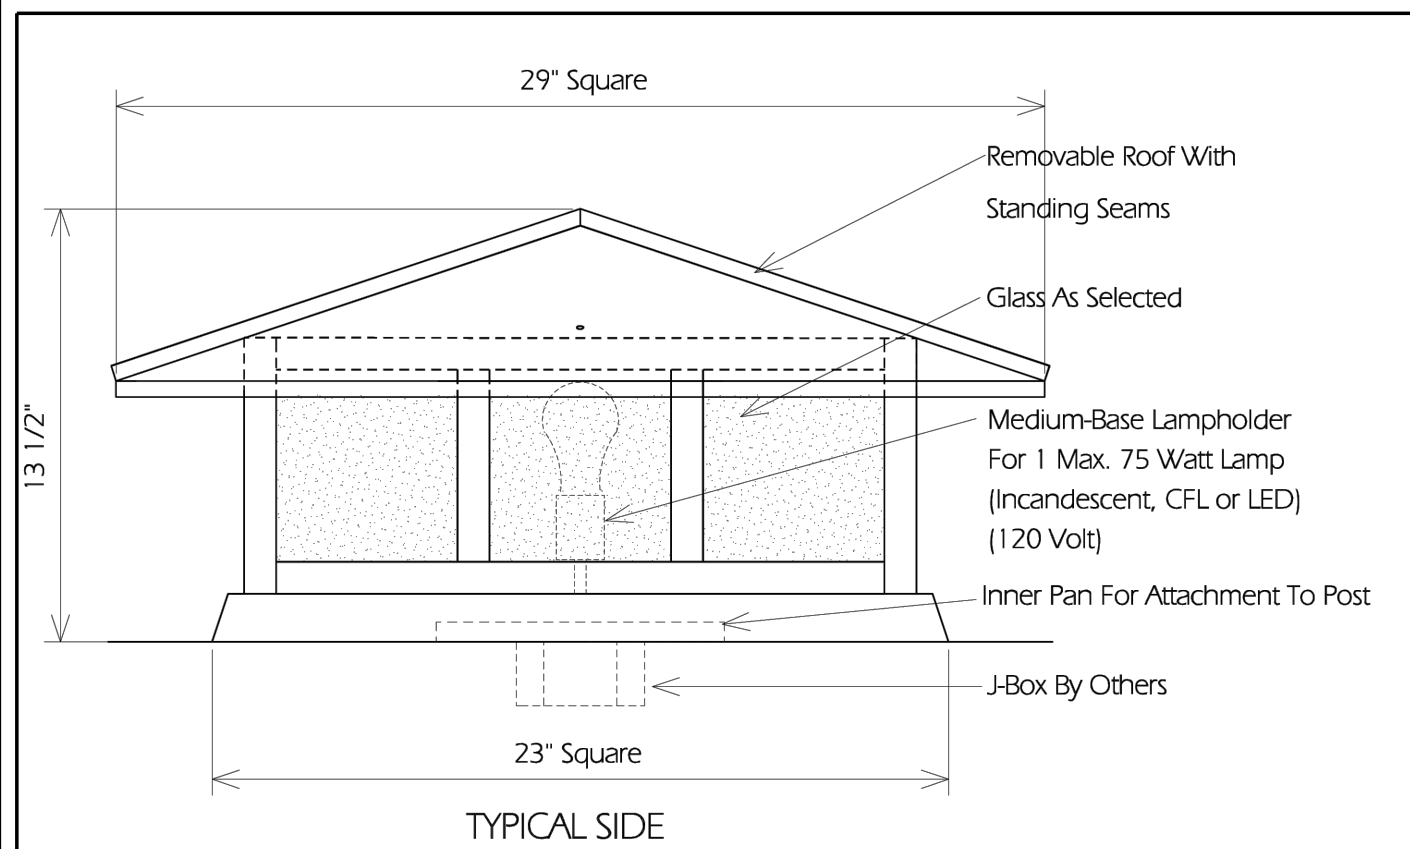 29" Square
Removable Roof With
Standing Seams
Glass As Selected
13 1/2"
Medium-Base Lampholder
For 1 Max. 75 Watt Lamp
(Incandescent, CFL or LED)
(120 Volt)
Inner Pan For Attachment To Post
J-Box By Others
23" Square
TYPICAL SIDE